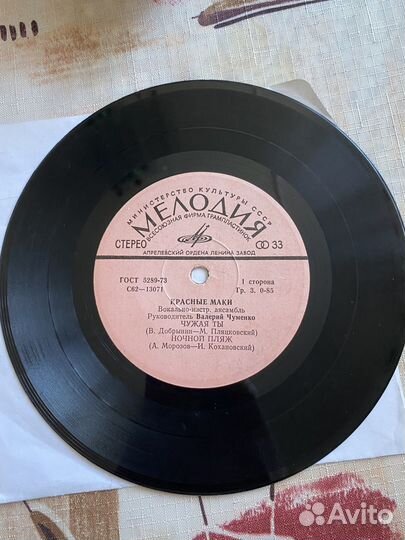 МИНИСТЕРСТВО КУЛЬТУРЫ СССР
МЕЛОДИЯ
ВСЕСОЮЗНАЯ ФИРМА ГРАМПЛАСТИНОК
СТЕРЕО 33
АПРЕЛЕВСКИЙ ОРДЕНА ЛЕНИНА ЗАВОД
ГОСТ 5289-73 1 сторона
С62—13071 Гр. 3. 0-85
КРАСНЫЕ МАКИ
Вокально-инстр. ансамбль
Руководитель Валерий Чуменко
ЧУЖАЯ ТЫ
(В. Добрынин—М. Пляцковский)
НОЧНОЙ ПЛЯЖ
(А. Морозов—И. Кохановский)
Avito